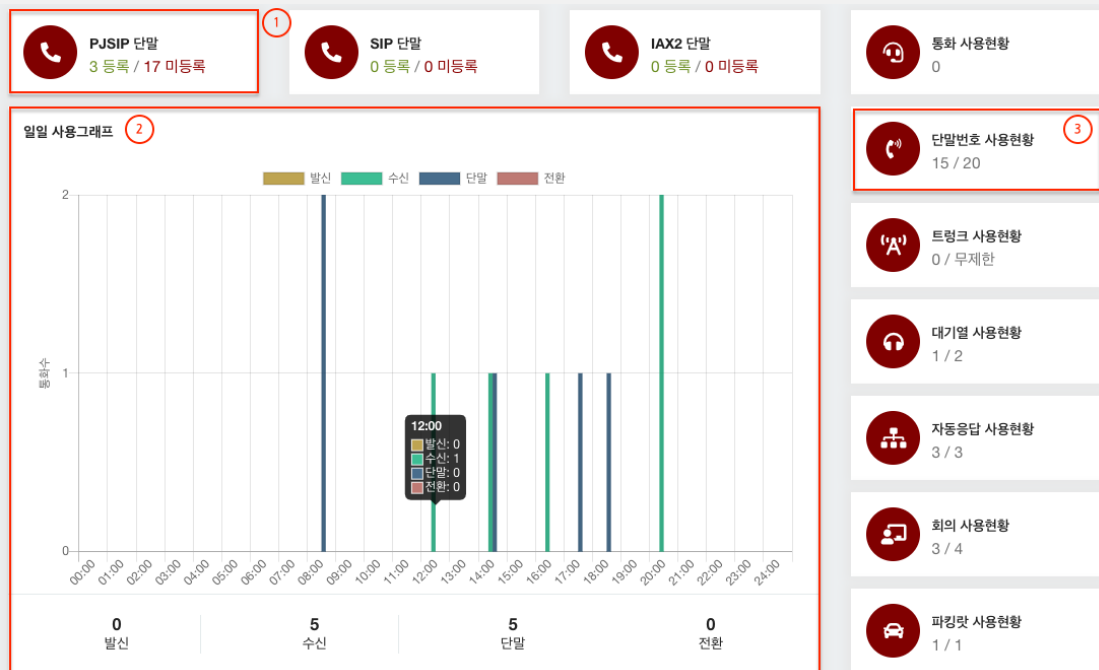 PJSIP 단말
3 등록 / 17 미등록
1
SIP 단말
0 등록 / 0 미등록
IAX2 단말
0 등록 / 0 미등록
통화 사용현황
0
일일 사용그래프
2
발신
수신
단말
전환
2
1
0
통화수
12:00
발신: 0
수신: 1
단말: 0
전환: 0
00:00
01:00
02:00
03:00
04:00
05:00
06:00
07:00
08:00
09:00
10:00
11:00
12:00
13:00
14:00
15:00
16:00
17:00
18:00
19:00
20:00
21:00
22:00
23:00
24:00
0
발신
5
수신
5
단말
0
전환
단말번호 사용현황
15 / 20
3
트렁크 사용현황
0 / 무제한
대기열 사용현황
1 / 2
자동응답 사용현황
3 / 3
회의 사용현황
3 / 4
파킹랏 사용현황
1 / 1